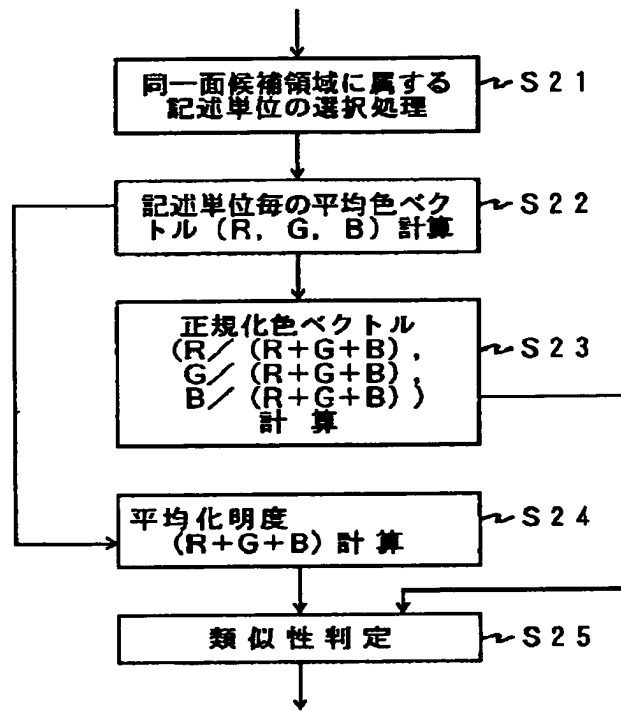 同一面候補領域に属する
記述単位の選択処理
S21
記述単位毎の平均色ベク
トル(R,G,B)計算
S22
正規化色ベクトル
(R/(R+G+B),
G/(R+G+B),
B/(R+G+B))
計算
S23
平均化明度
(R+G+B)計算
S24
類似性判定
S25